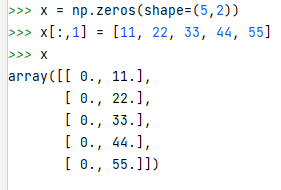 >>> x = np.zeros(shape=(5,2))
>>> x[:,1] = [11, 22, 33, 44, 55]
>>> x
array([[ 0., 11.],
       [ 0., 22.],
       [ 0., 33.],
       [ 0., 44.],
       [ 0., 55.]])